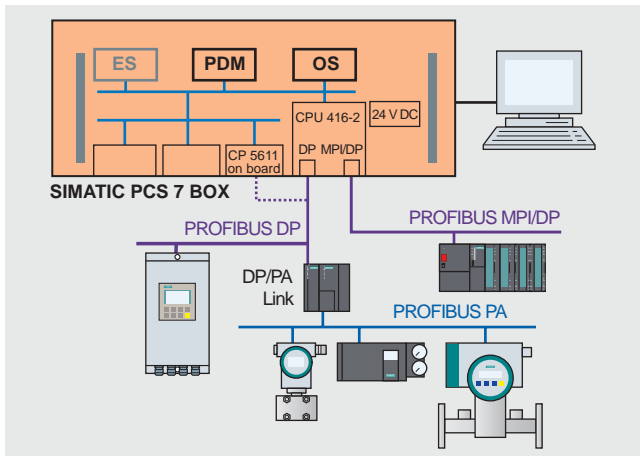 ES
PDM
OS
CPU 416-2
24 V DC
DP MPI/DP
CP 5611
on board
SIMATIC PCS 7 BOX
PROFIBUS DP
PROFIBUS MPI/DP
DP/PA
Link
PROFIBUS PA